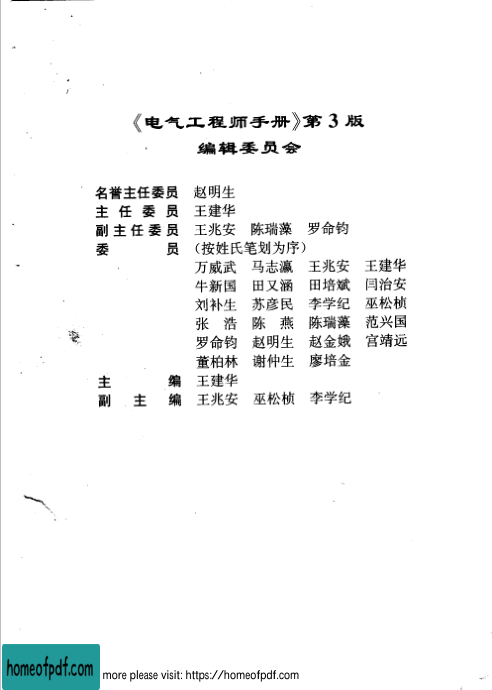 《电气工程师手册》第3版
编辑委员会
名誉主任委员 赵明生
主任委员 王建华
副主任委员 王兆安 陈瑞藻 罗命钧
委员 (按姓氏笔划为序)
万威武 马志瀛 王兆安 王建华
牛新国 田又涵 田培斌 闫治安
刘补生 苏彦民 李学纪 巫松桢
张浩 陈燕 陈瑞藻 范兴国
罗命钧 赵明生 赵金娥 宫靖远
董柏林 谢仲生 廖培金
主编 王建华
副主编 王兆安 巫松桢 李学纪
homeofpdf.com more please visit: https://homeofpdf.com